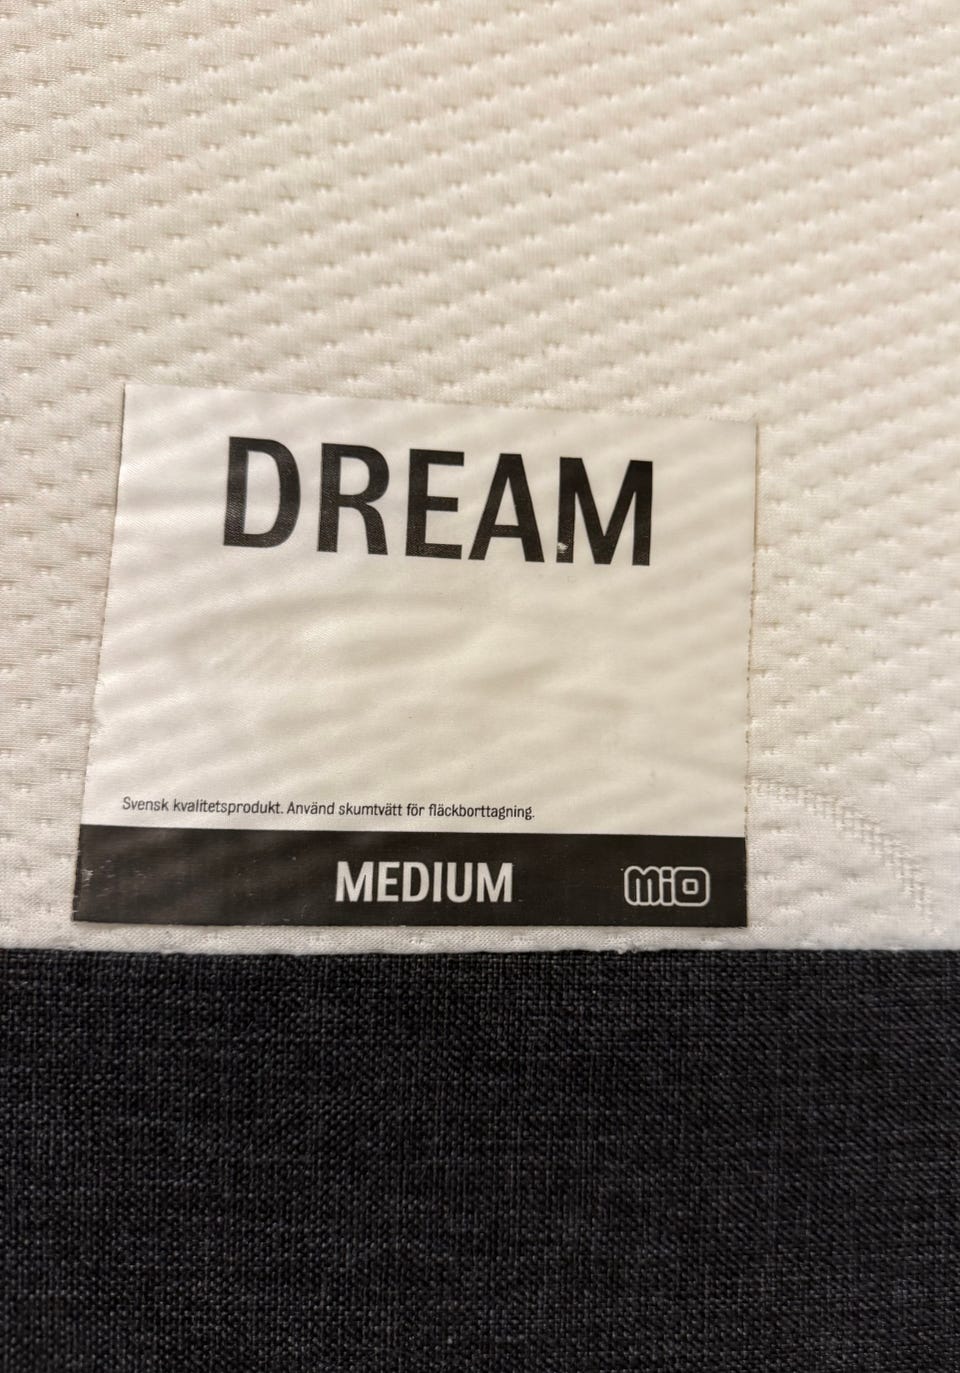 DREAM
Svensk kvalitetsprodukt. Använd skumtvätt för fläckborttagning.
MEDIUM
mio